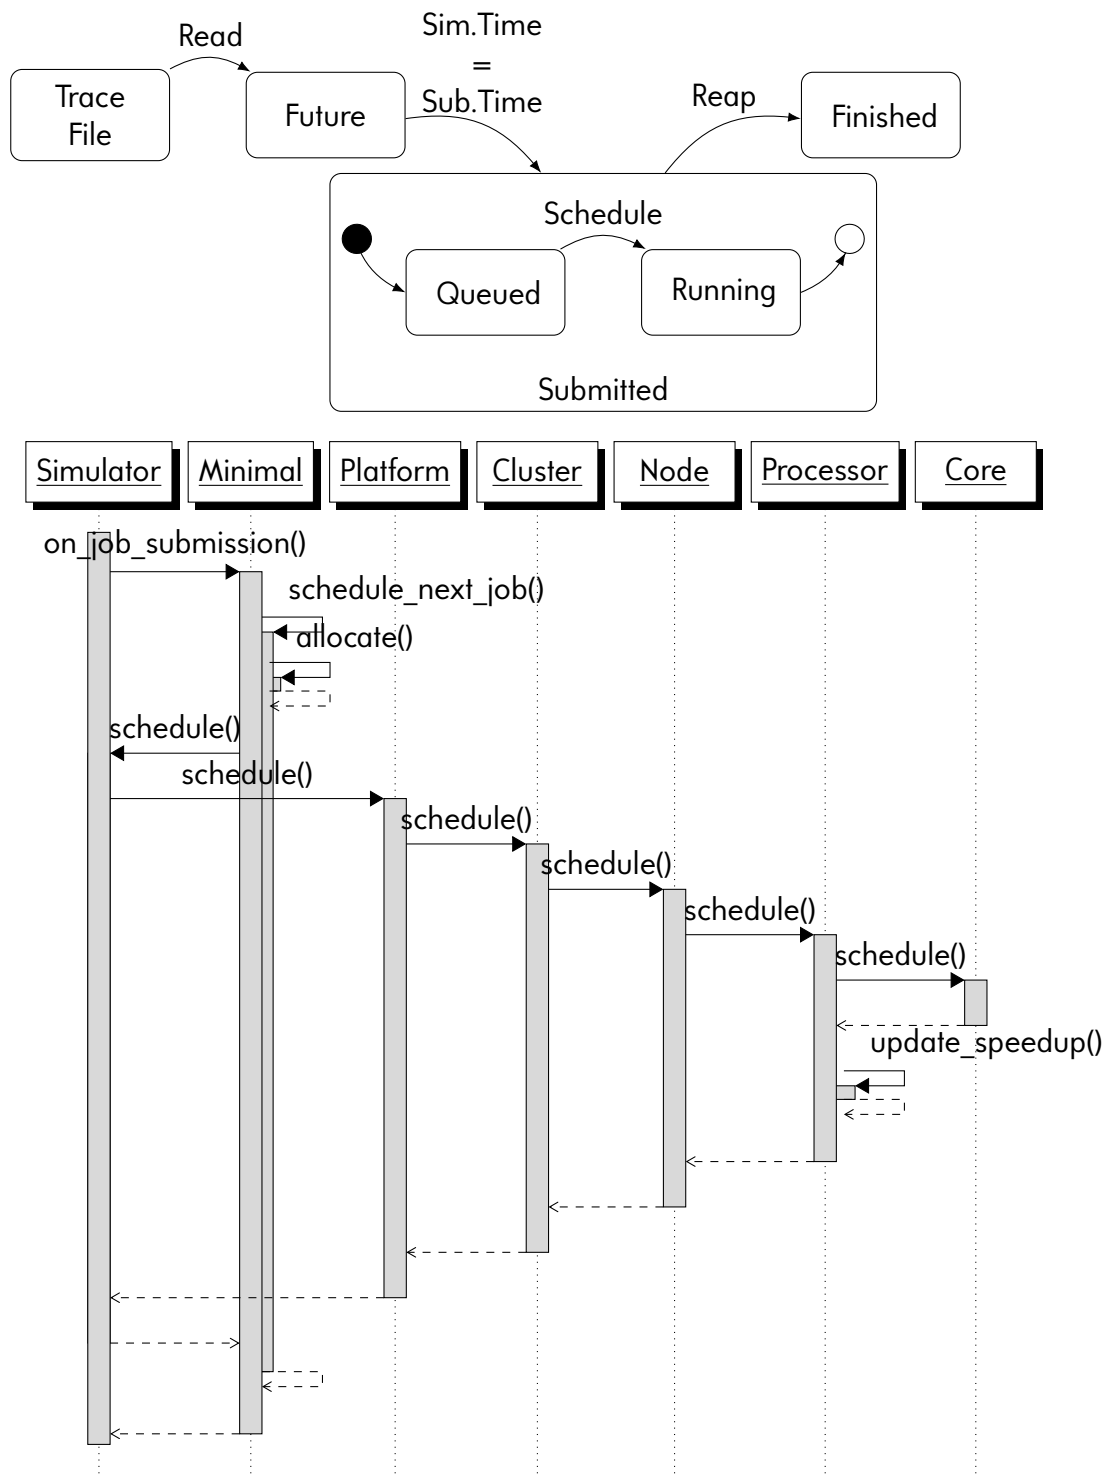 Read
Sim.Time
=
Sub.Time
Trace
File
Future
Reap
Finished
Schedule
Queued
Running
Submitted
Simulator
Minimal
Platform
Cluster
Node
Processor
Core
on_job_submission()
schedule_next_job()
allocate()
schedule()
schedule()
schedule()
schedule()
schedule()
schedule()
update_speedup()